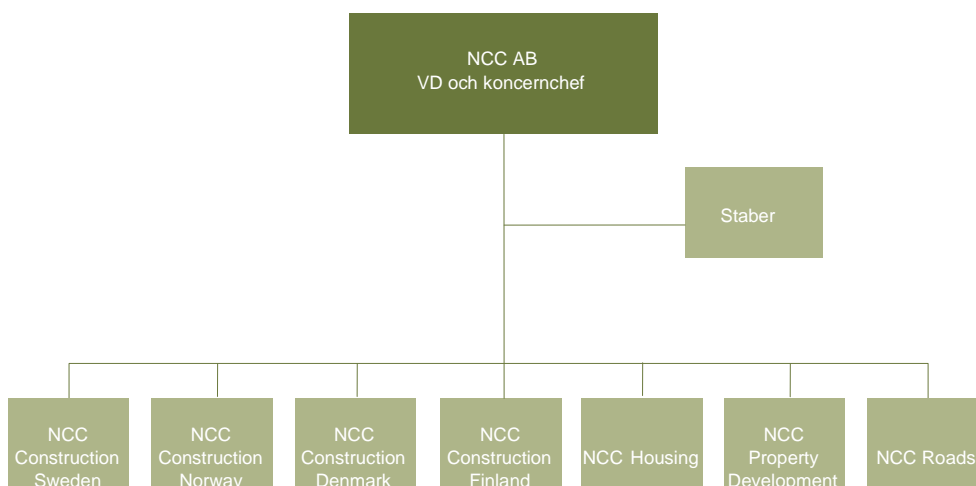 NCC AB
VD och koncernchef
Staber
NCC
Construction
Sweden
NCC
Construction
Norway
NCC
Construction
Denmark
NCC
Construction
Finland
NCC Housing
NCC
Property
Development
NCC Roads